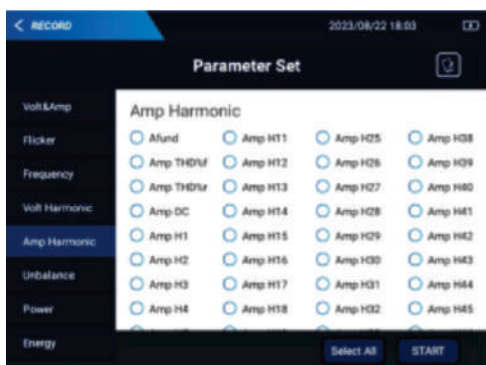 < RECORD 2023/08/22 18:03
Parameter Set
Volt&Amp
Flicker
Frequency
Volt Harmonic
Amp Harmonic
Unbalance
Power
Energy
Amp Harmonic
Afund Amp H11 Amp H25 Amp H38
Amp THD%f Amp H12 Amp H26 Amp H39
Amp THD%r Amp H13 Amp H27 Amp H40
Amp DC Amp H14 Amp H28 Amp H41
Amp H1 Amp H15 Amp H29 Amp H42
Amp H2 Amp H16 Amp H30 Amp H43
Amp H3 Amp H17 Amp H31 Amp H44
Amp H4 Amp H18 Amp H32 Amp H45
Select All START